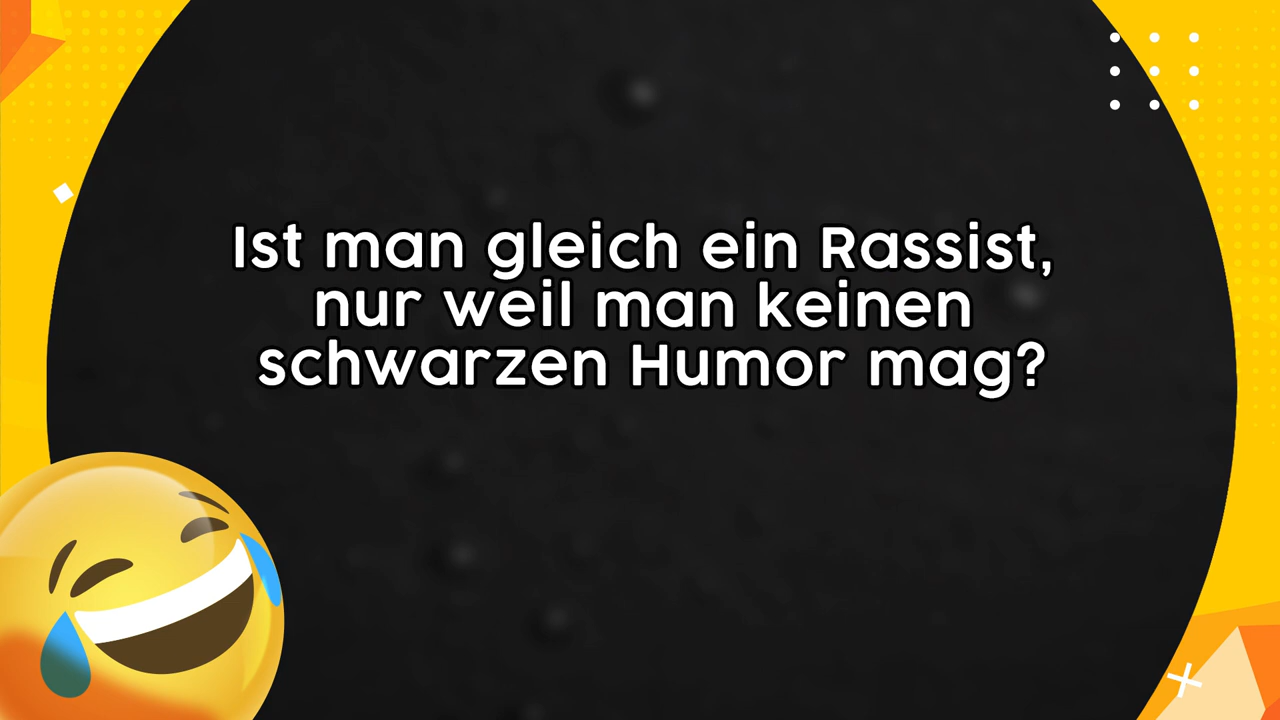 Ist man gleich ein Rassist,
nur weil man keinen
schwarzen Humor mag?